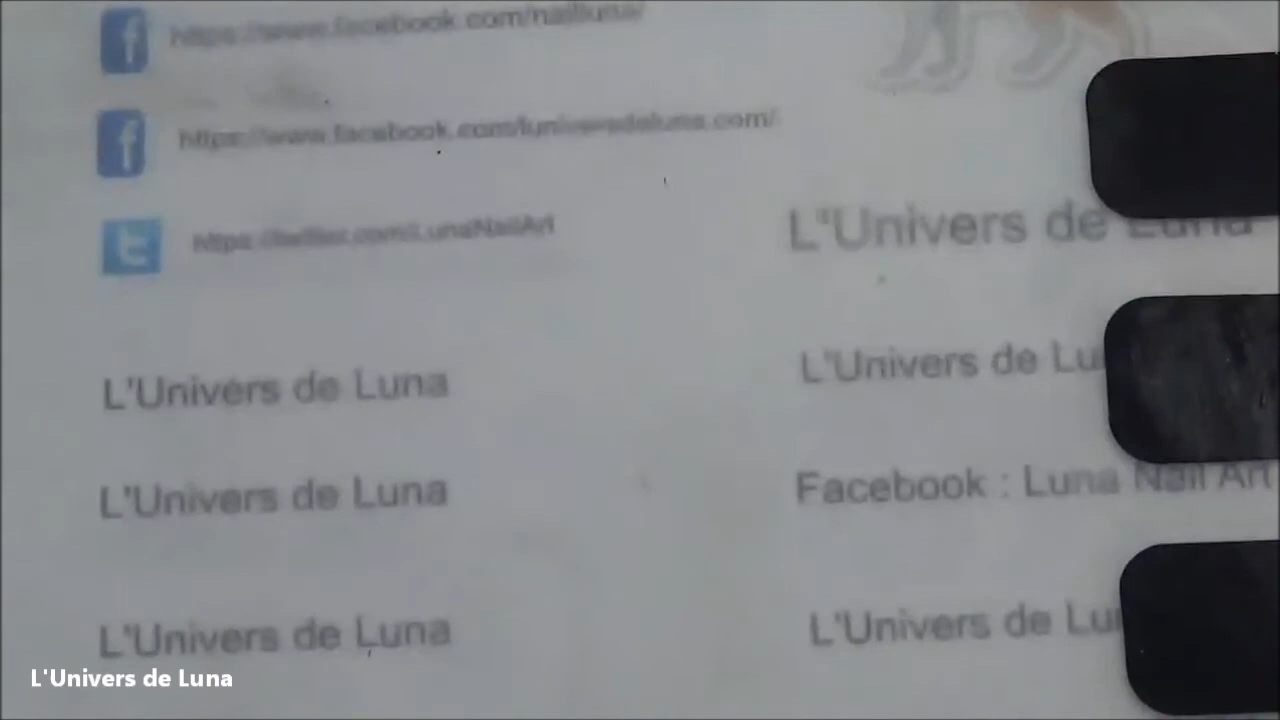 https://www.facebook.com/nailluna/
https://www.facebook.com/luniversdeluna.com/
https://twitter.com/LunaNailArt
L'Univers de Luna
L'Univers de Luna
L'Univers de Luna
L'Univers de Luna
L'Univers de Lu
Facebook : Luna Nail Art
L'Univers de Lu
L'Univers de Luna